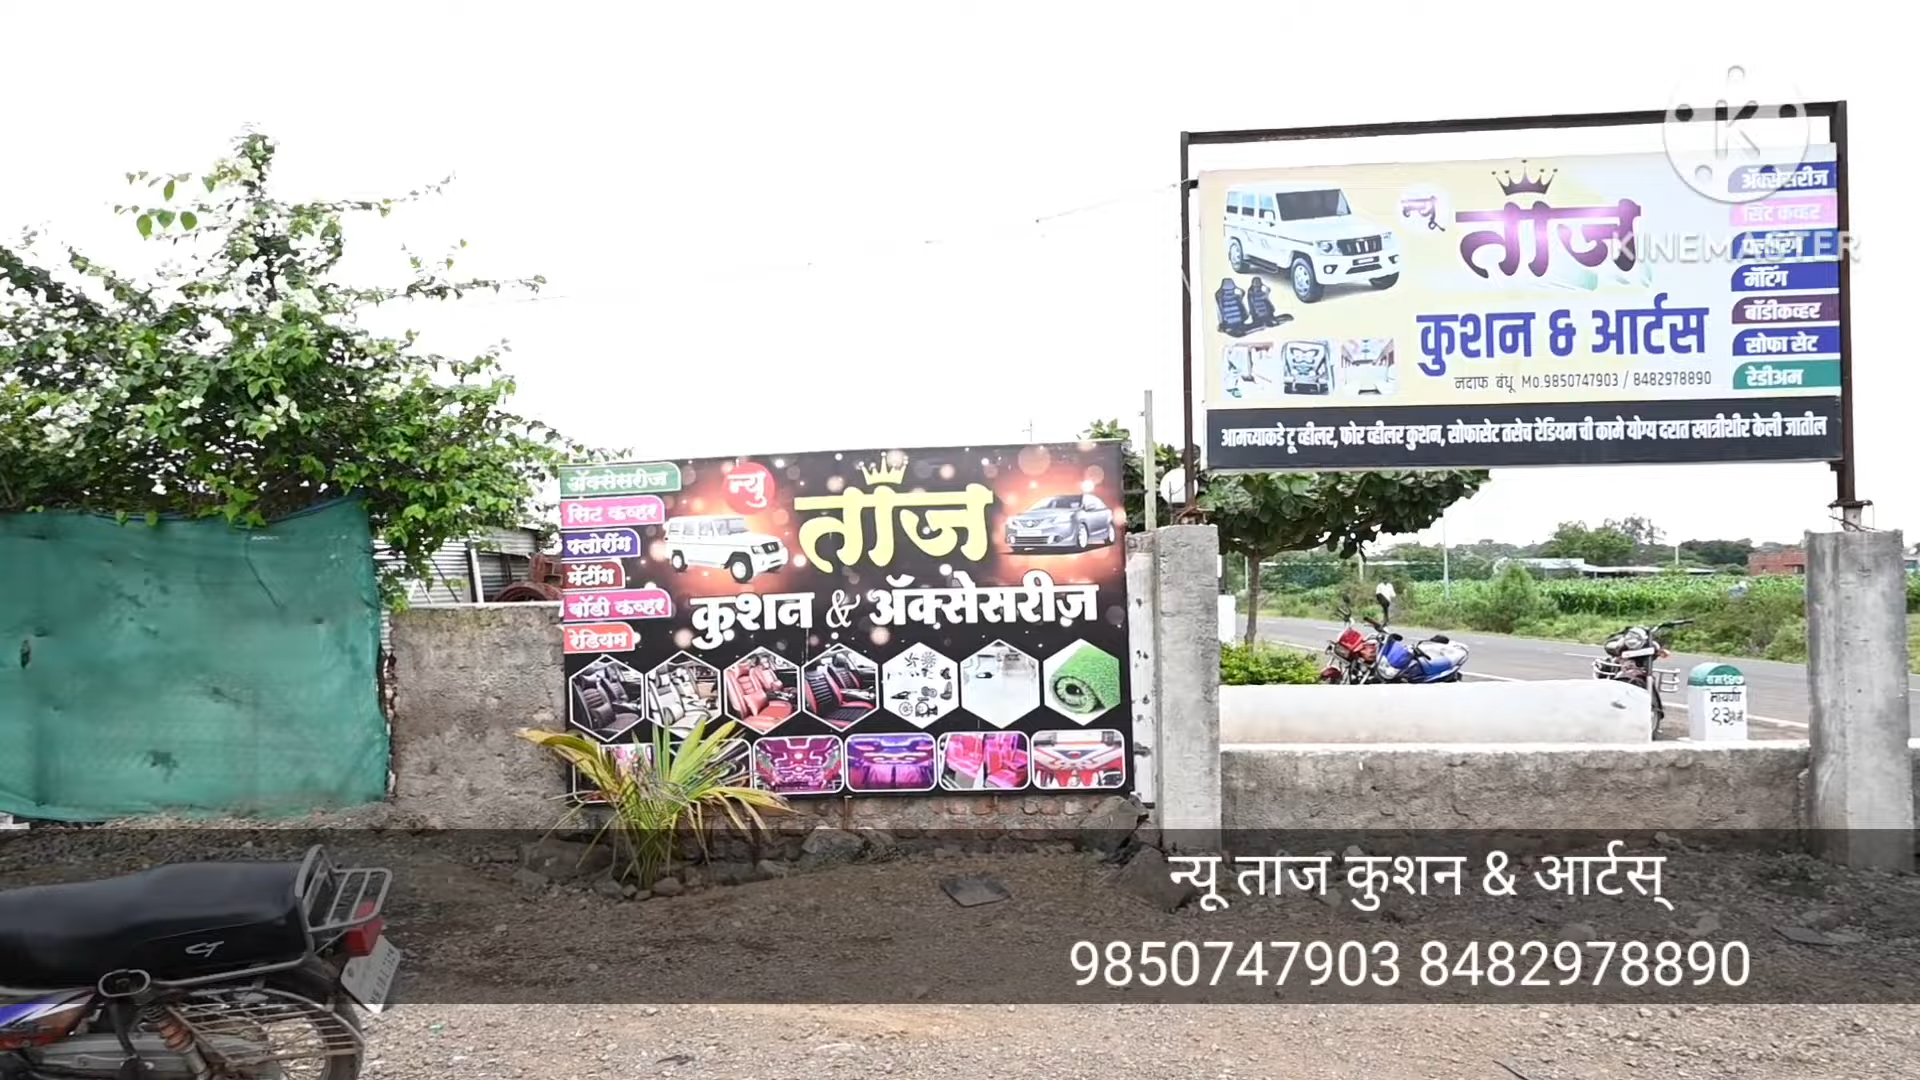 KINEMASTER
न्यू
ताज
कुशन & आर्टस
नदाफ बंधू Mo.9850747903 / 8482978890
ॲक्सेसरीज
सिट कव्हर
फ्लोरिंग
मॅटिंग
बॉडीकव्हर
सोफा सेट
रेडीअम
आमच्याकडे टू व्हीलर, फोर व्हीलर कुशन, सोफासेट तसेच रेडियम ची कामे योग्य दरात खात्रीशीर केली जातील
ॲक्सेसरीज
सिट कव्हर
फ्लोरींग
मॅटींग
बॉडी कव्हर
रेडियम
न्यु
ताज
कुशन & ॲक्सेसरीज़
मायणी
CT
न्यू ताज कुशन & आर्टस्
9850747903 8482978890